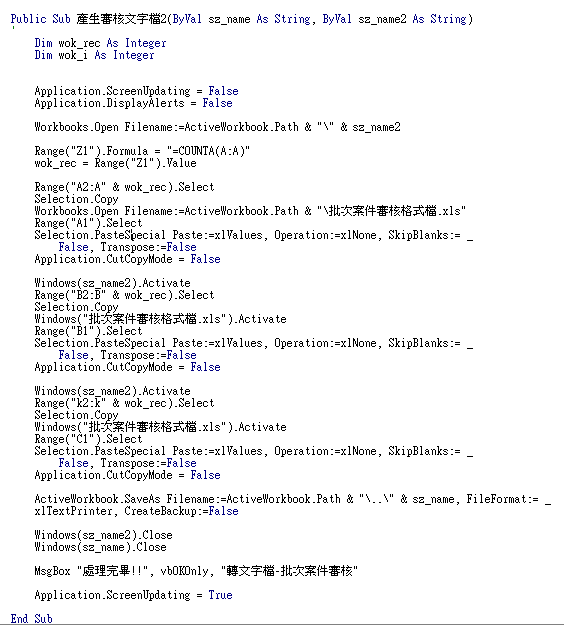 Public Sub 產生審核文字檔2(ByVal sz_name As String, ByVal sz_name2 As String)
'
Dim wok_rec As Integer
Dim wok_i As Integer
Application.ScreenUpdating = False
Application.DisplayAlerts = False
Workbooks.Open Filename:=ActiveWorkbook.Path & "\" & sz_name2
Range("Z1").Formula = "=COUNTA(A:A)"
wok_rec = Range("Z1").Value
Range("A2:A" & wok_rec).Select
Selection.Copy
Workbooks.Open Filename:=ActiveWorkbook.Path & "\批次案件審核格式檔.xls"
Range("A1").Select
Selection.PasteSpecial Paste:=xlValues, Operation:=xlNone, SkipBlanks:= _
False, Transpose:=False
Application.CutCopyMode = False
Windows(sz_name2).Activate
Range("B2:B" & wok_rec).Select
Selection.Copy
Windows("批次案件審核格式檔.xls").Activate
Range("B1").Select
Selection.PasteSpecial Paste:=xlValues, Operation:=xlNone, SkipBlanks:= _
False, Transpose:=False
Application.CutCopyMode = False
Windows(sz_name2).Activate
Range("k2:k" & wok_rec).Select
Selection.Copy
Windows("批次案件審核格式檔.xls").Activate
Range("C1").Select
Selection.PasteSpecial Paste:=xlValues, Operation:=xlNone, SkipBlanks:= _
False, Transpose:=False
Application.CutCopyMode = False
ActiveWorkbook.SaveAs Filename:=ActiveWorkbook.Path & "\..\" & sz_name, FileFormat:= _
xlTextPrinter, CreateBackup:=False
Windows(sz_name2).Close
Windows(sz_name).Close
MsgBox "處理完畢!!", vbOKOnly, "轉文字檔-批次案件審核"
Application.ScreenUpdating = True
End Sub